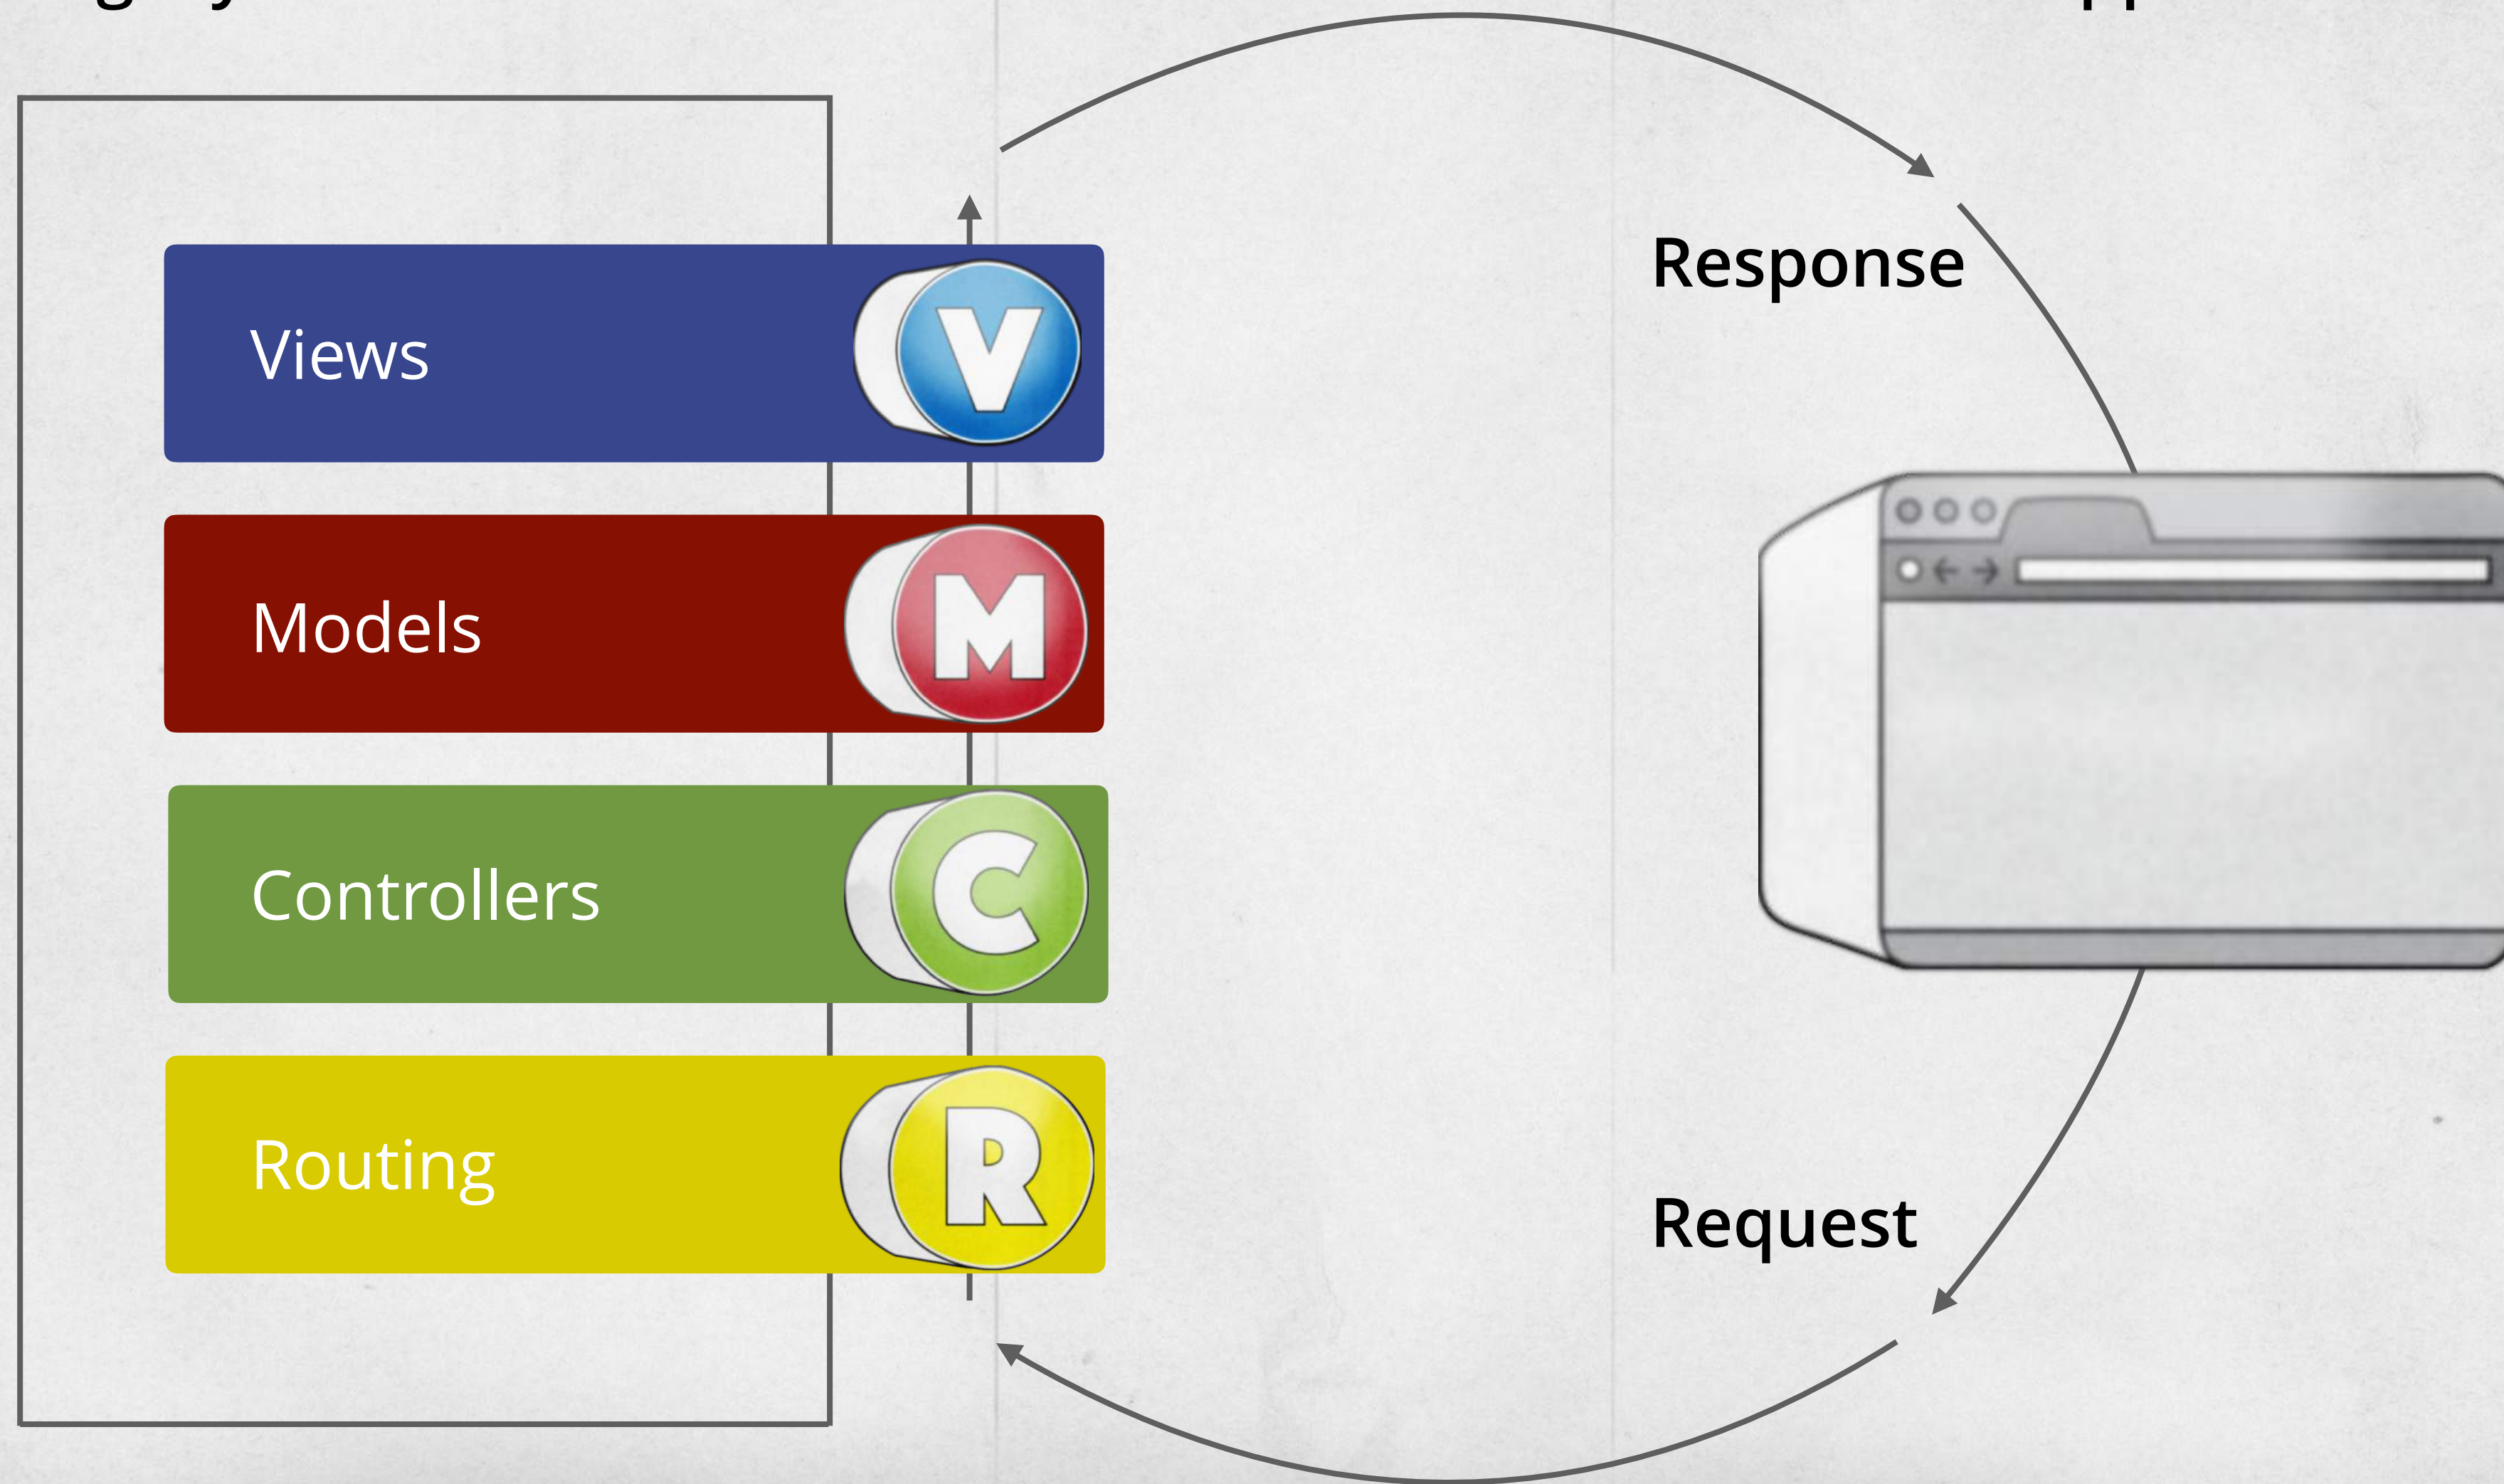 Response
Views
V
Models
M
Controllers
C
Routing
R
Request